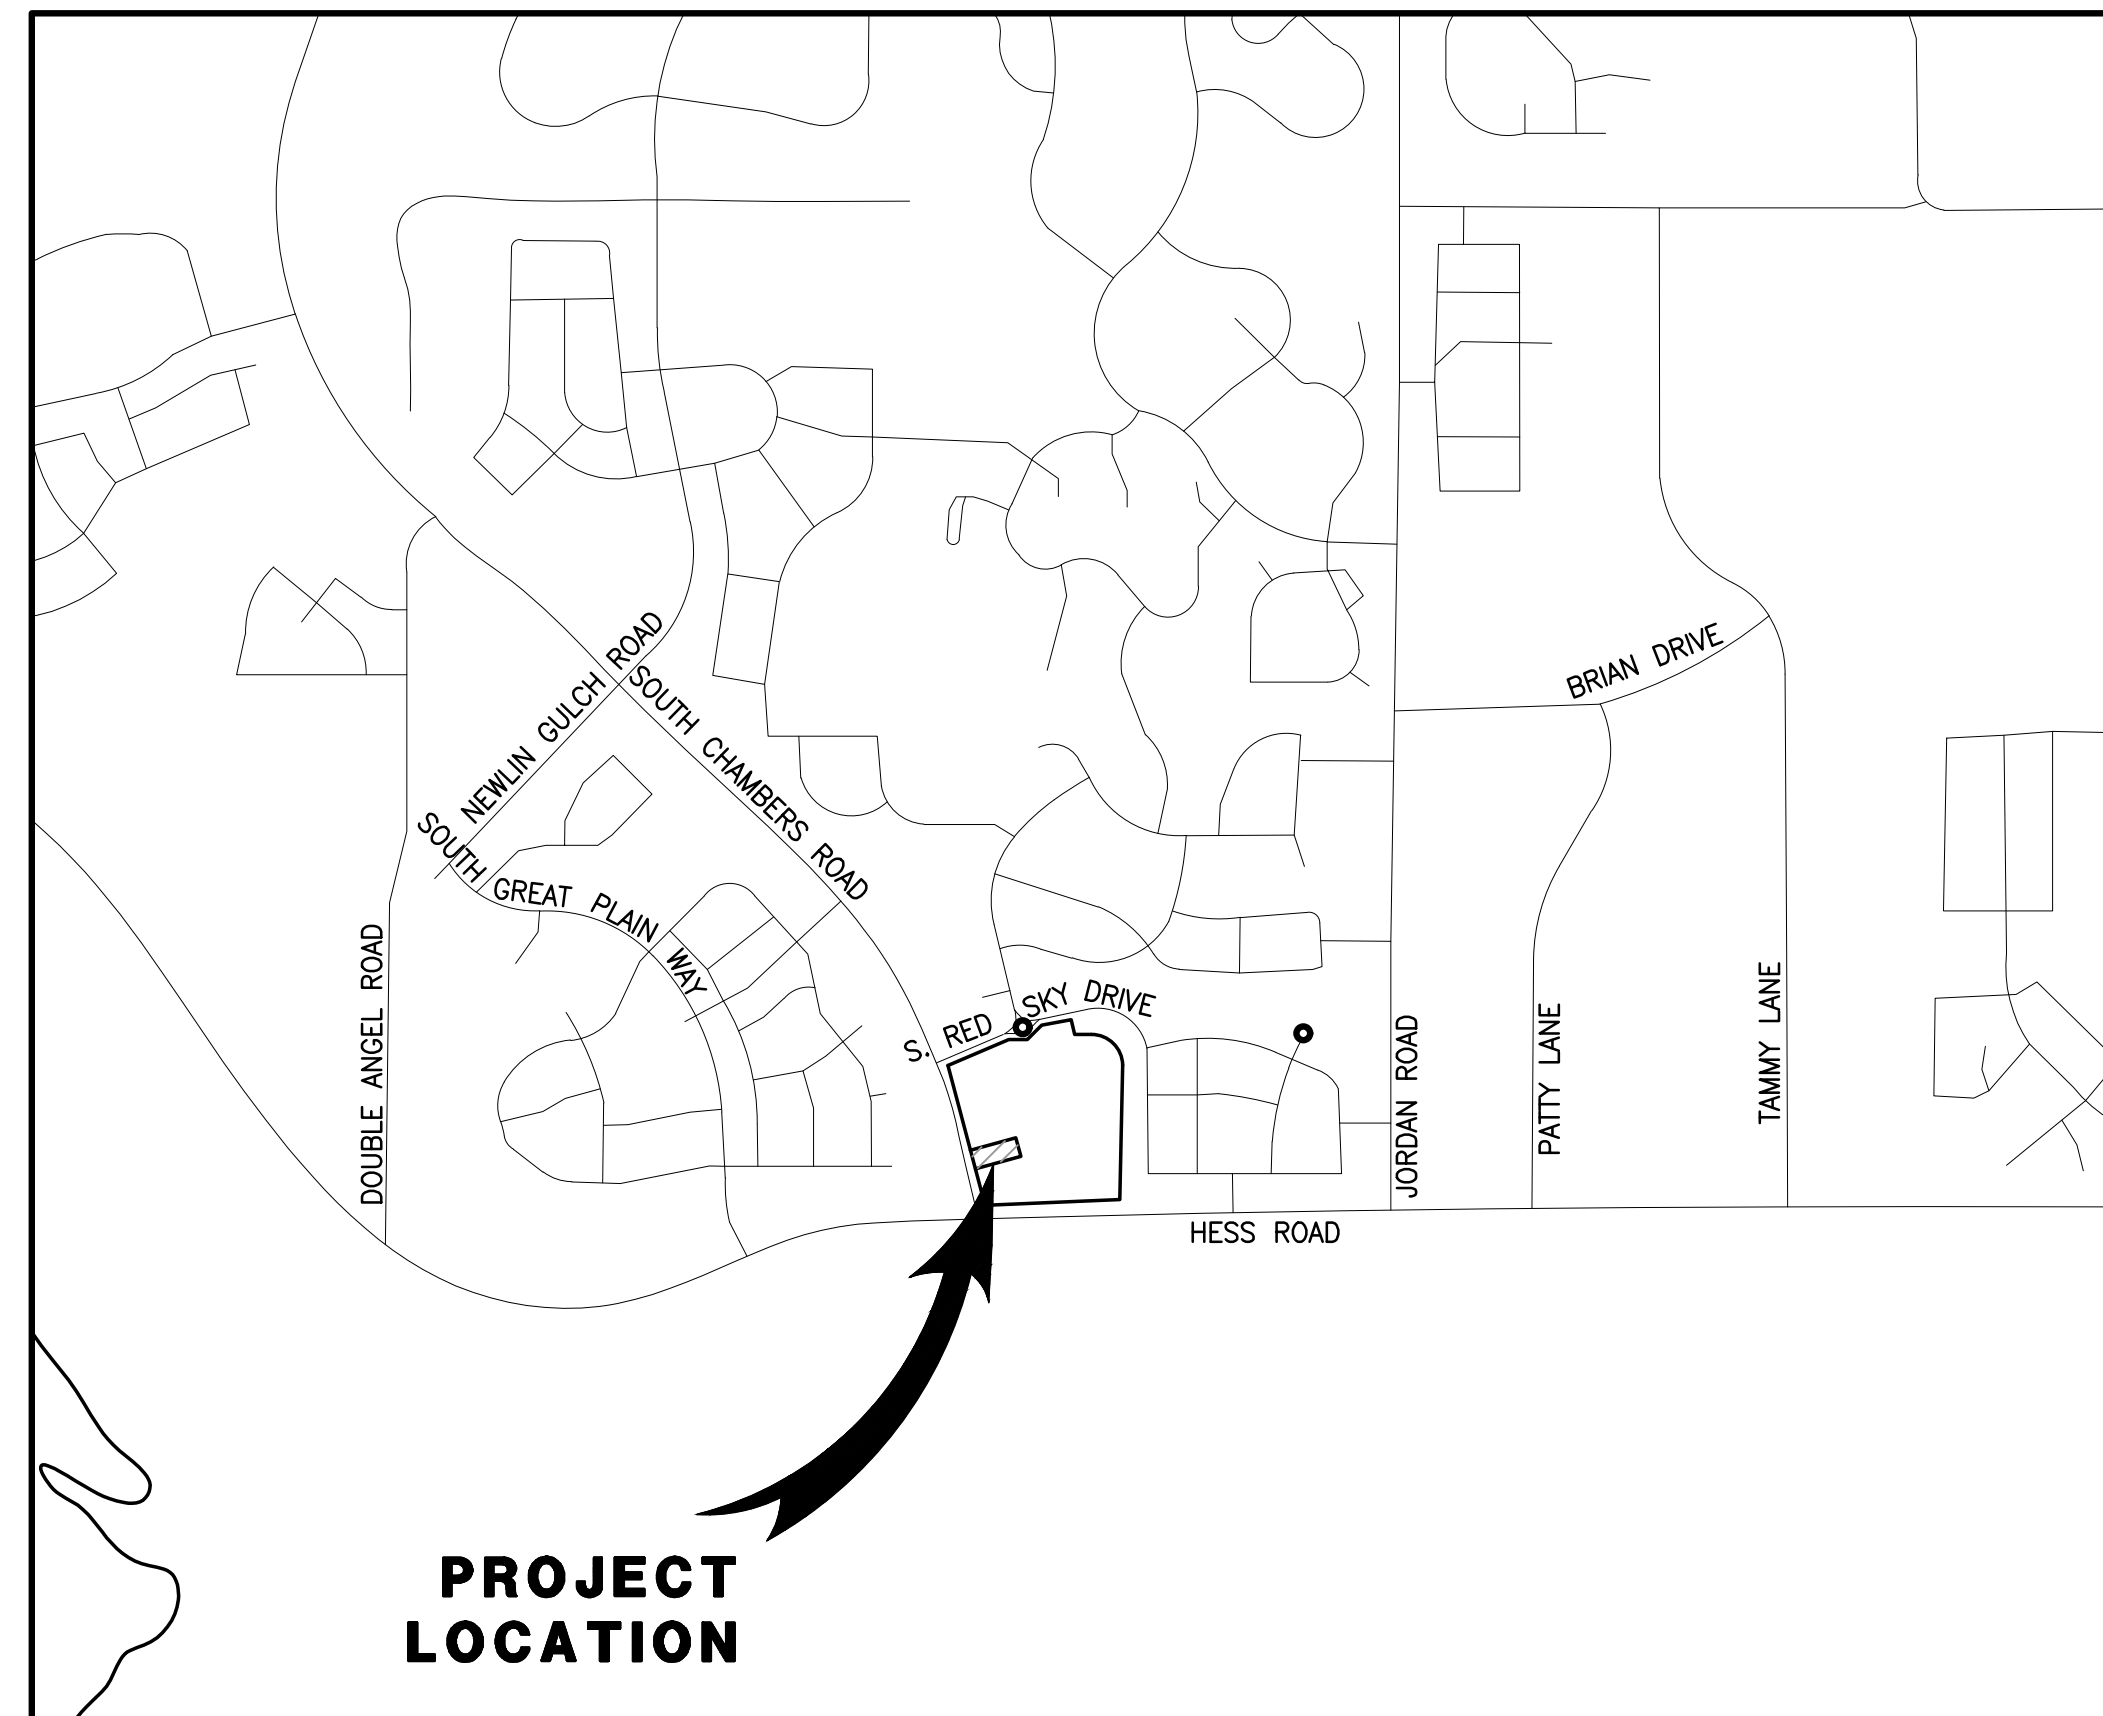 SOUTH NEWLIN GULCH ROAD
SOUTH CHAMBERS ROAD
BRIAN DRIVE
SOUTH GREAT PLAIN WAY
DOUBLE ANGEL ROAD
S. RED SKY DRIVE
JORDAN ROAD
PATTY LANE
TAMMY LANE
HESS ROAD
PROJECT
LOCATION